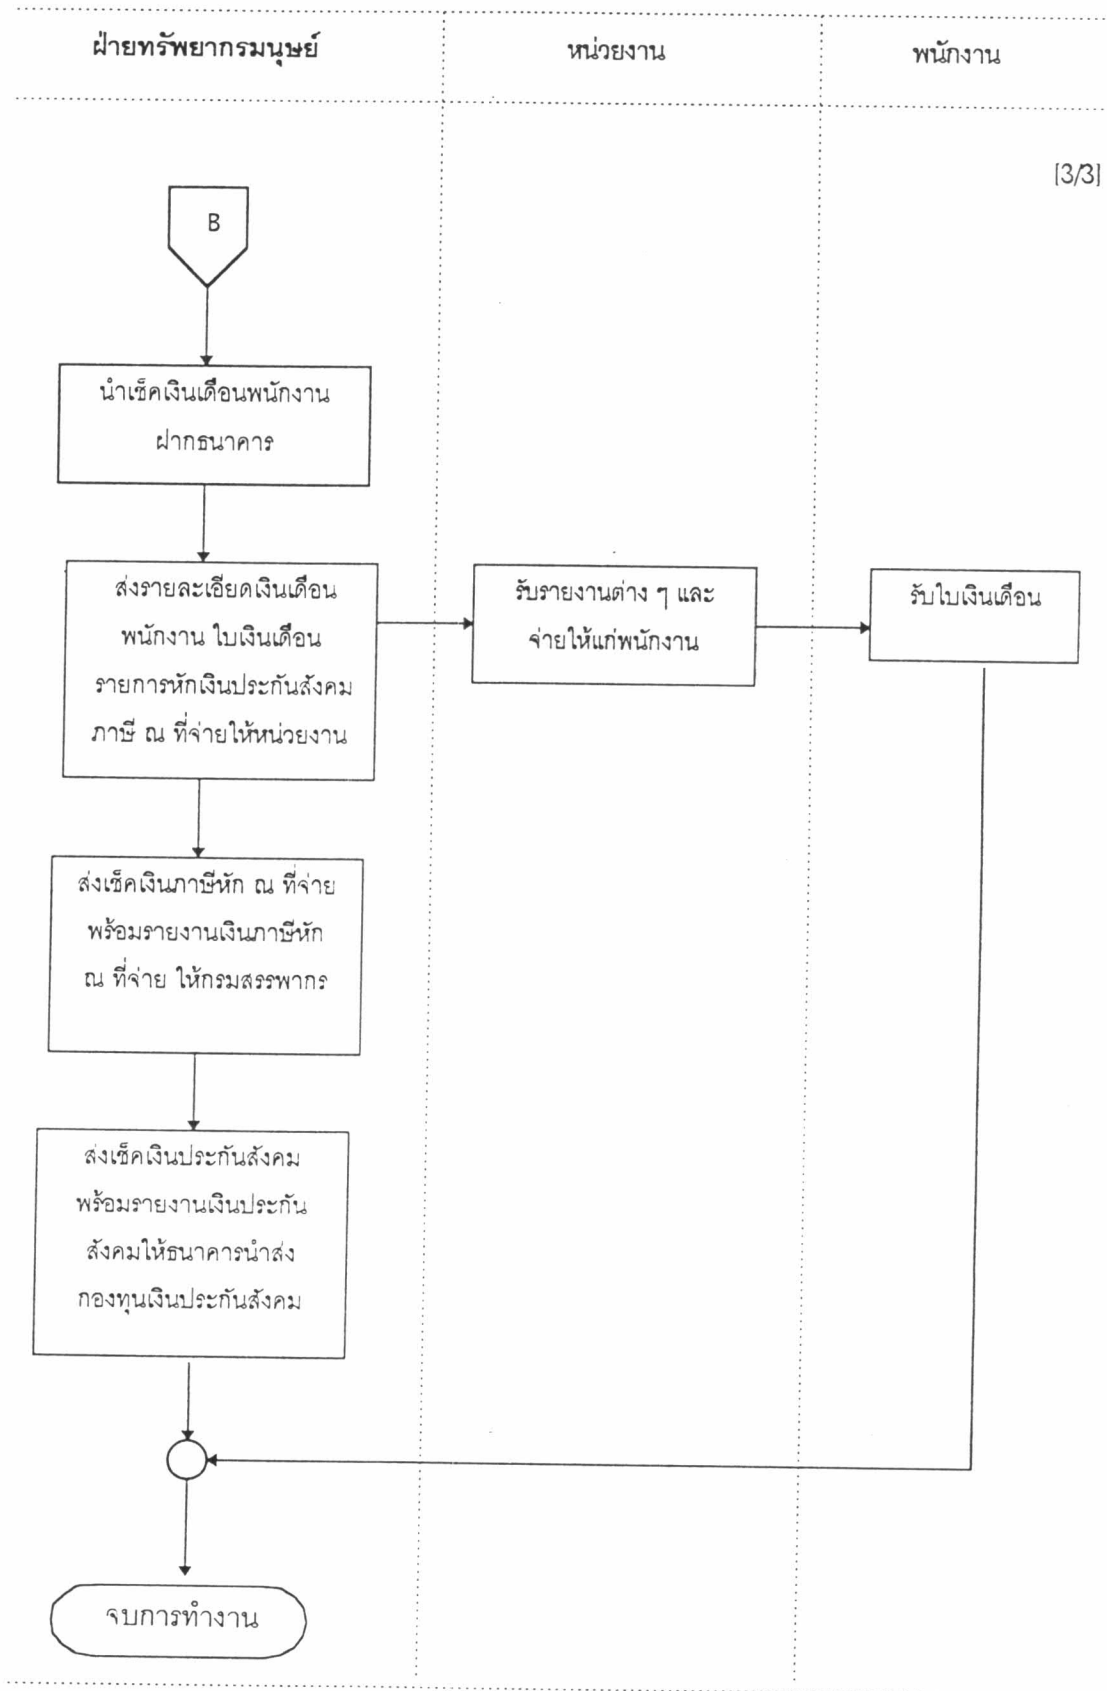 ฝ่ายทรัพยากรมนุษย์
หน่วยงาน
พนักงาน
[3/3]
B
นำเช็คเงินเดือนพนักงาน
ฝากธนาคาร
ส่งรายละเอียดเงินเดือน
พนักงาน ใบเงินเดือน
รายการหักเงินประกันสังคม
ภาษี ณ ที่จ่ายให้หน่วยงาน
รับรายงานต่าง ๆ และ
จ่ายให้แก่พนักงาน
รับใบเงินเดือน
ส่งเช็คเงินภาษีหัก ณ ที่จ่าย
พร้อมรายงานเงินภาษีหัก
ณ ที่จ่าย ให้กรมสรรพากร
ส่งเช็คเงินประกันสังคม
พร้อมรายงานเงินประกัน
สังคมให้ธนาคารนำส่ง
กองทุนเงินประกันสังคม
จบการทำงาน